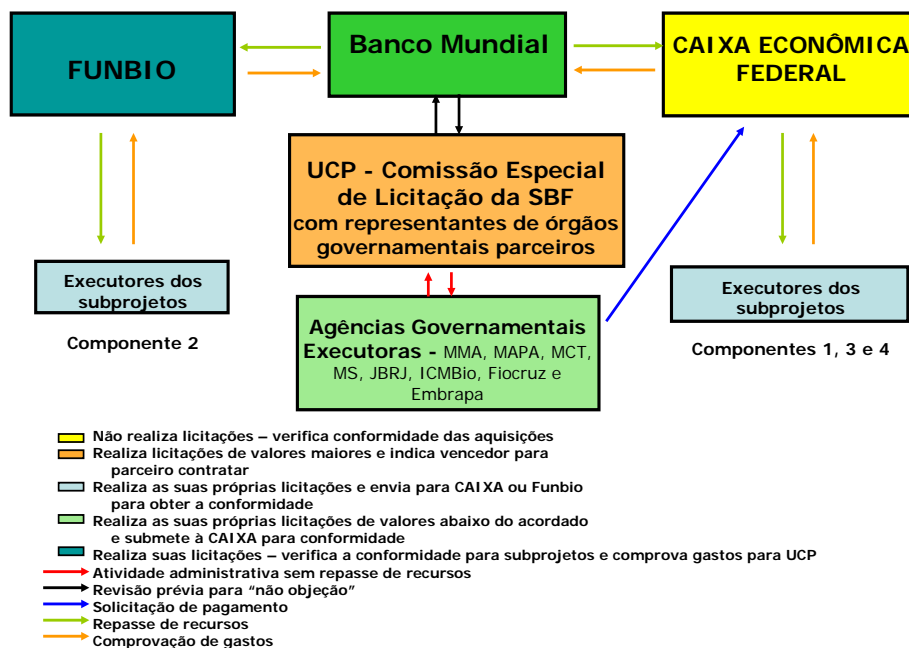 FUNBIO
Banco Mundial
CAIXA ECONÔMICA
FEDERAL
UCP - Comissão Especial
de Licitação da SBF
com representantes de órgãos
governamentais parceiros
Executores dos
subprojetos
Componente 2
Agências Governamentais
Executoras - MMA, MAPA, MCT,
MS, JBRJ, ICMBio, Fiocruz e
Embrapa
Executores dos
subprojetos
Componentes 1, 3 e 4
Não realiza licitações – verifica conformidade das aquisições
Realiza licitações de valores maiores e indica vencedor para
parceiro contratar
Realiza as suas próprias licitações e envia para CAIXA ou Funbio
para obter a conformidade
Realiza as suas próprias licitações de valores abaixo do acordado
e submete à CAIXA para conformidade
Realiza suas licitações – verifica a conformidade para subprojetos e comprova gastos para UCP
Atividade administrativa sem repasse de recursos
Revisão prévia para “não objeção”
Solicitação de pagamento
Repasse de recursos
Comprovação de gastos